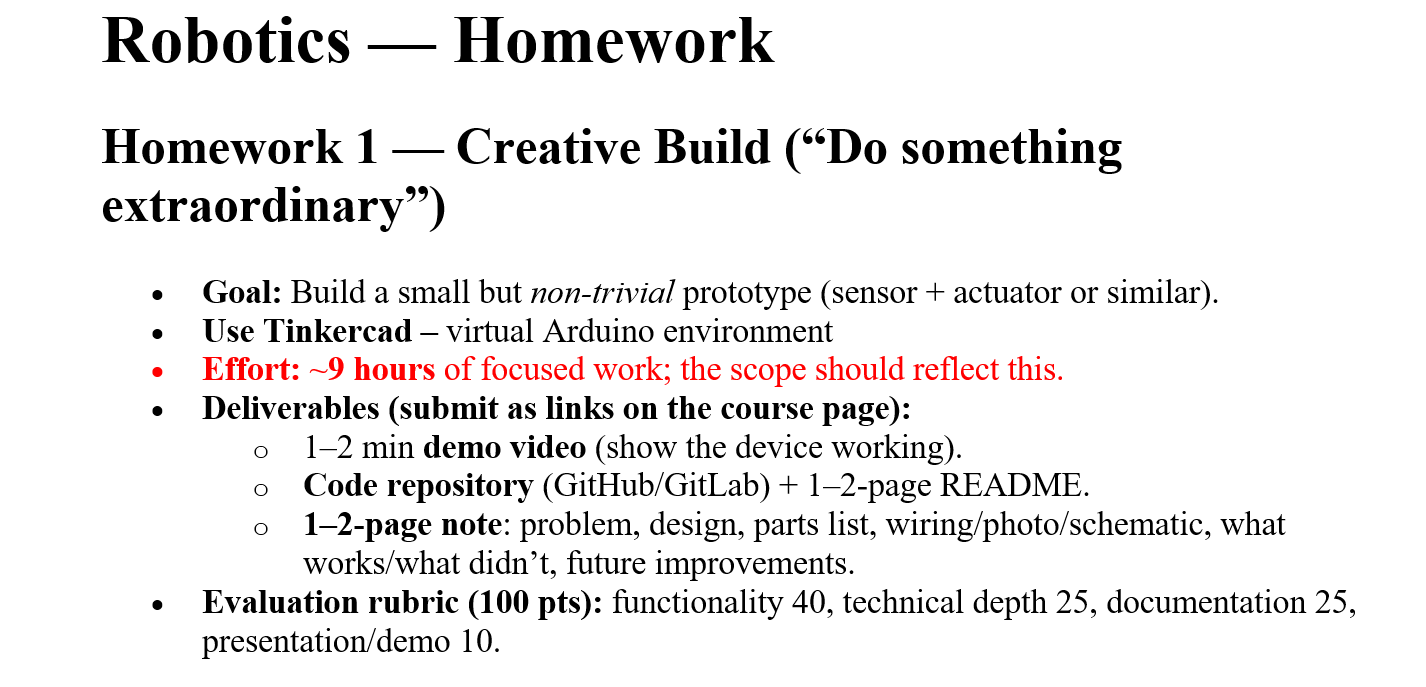 Robotics — Homework
Homework 1 — Creative Build (“Do something
extraordinary”)
• Goal: Build a small but non-trivial prototype (sensor + actuator or similar).
• Use Tinkercad – virtual Arduino environment
• Effort: ~9 hours of focused work; the scope should reflect this.
• Deliverables (submit as links on the course page):
o 1–2 min demo video (show the device working).
o Code repository (GitHub/GitLab) + 1–2-page README.
o 1–2-page note: problem, design, parts list, wiring/photo/schematic, what
works/what didn’t, future improvements.
• Evaluation rubric (100 pts): functionality 40, technical depth 25, documentation 25,
presentation/demo 10.